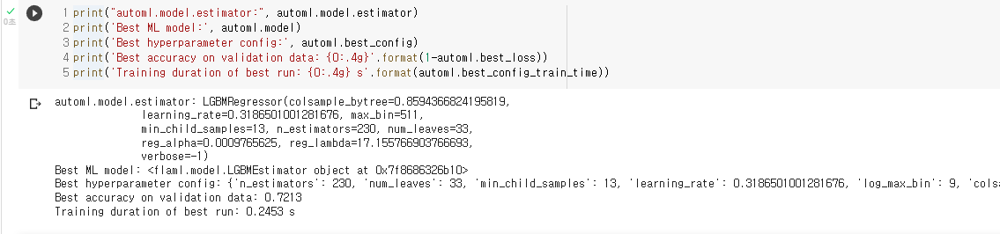 0초
1 print("automl.model.estimator:", automl.model.estimator)
2 print('Best ML model:', automl.model)
3 print('Best hyperparameter config:', automl.best_config)
4 print('Best accuracy on validation data: {0:.4g}'.format(1-automl.best_loss))
5 print('Training duration of best run: {0:.4g} s'.format(automl.best_config_train_time))
automl.model.estimator: LGBMRegressor(colsample_bytree=0.8594366824195819,
learning_rate=0.3186501001281676, max_bin=511,
min_child_samples=13, n_estimators=230, num_leaves=33,
reg_alpha=0.0009765625, reg_lambda=17.155766903766693,
verbose=-1)
Best ML model: <flaml.model.LGBMEstimator object at 0x7f8686326b10>
Best hyperparameter config: {'n_estimators': 230, 'num_leaves': 33, 'min_child_samples': 13, 'learning_rate': 0.3186501001281676, 'log_max_bin': 9, 'colsa
Best accuracy on validation data: 0.7213
Training duration of best run: 0.2453 s